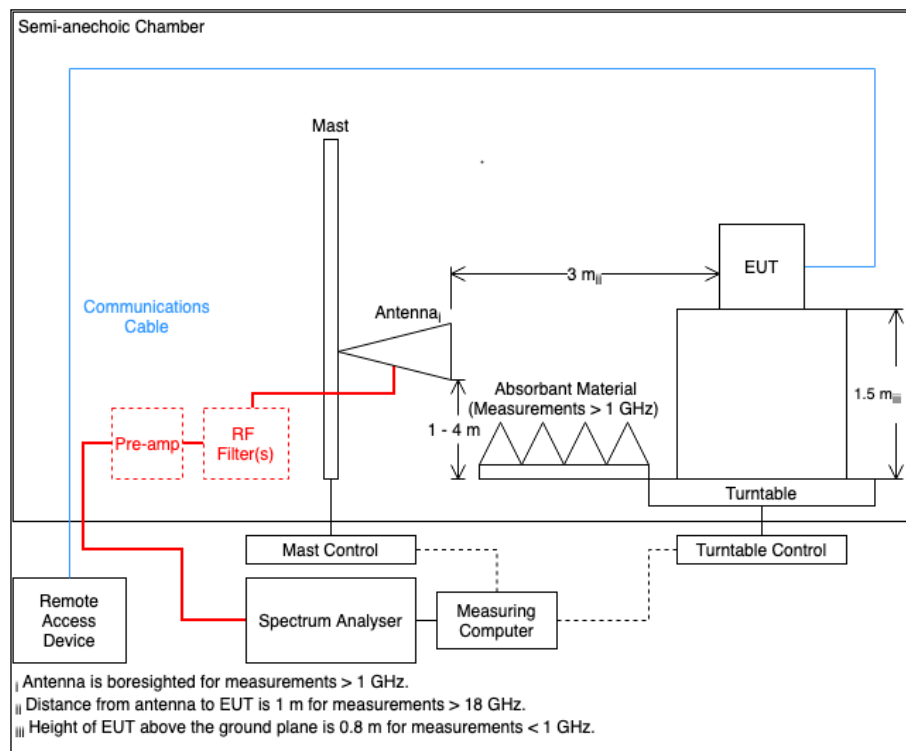 Semi-anechoic Chamber
Mast
EUT
3 mii
Communications
Cable
Antennai
Absorbant Material
(Measurements > 1 GHz)
1.5 miii
1 - 4 m
Pre-amp
RF
Filter(s)
Turntable
Mast Control
Turntable Control
Remote
Access
Device
Spectrum Analyser
Measuring
Computer
i Antenna is boresighted for measurements > 1 GHz.
ii Distance from antenna to EUT is 1 m for measurements > 18 GHz.
iii Height of EUT above the ground plane is 0.8 m for measurements < 1 GHz.